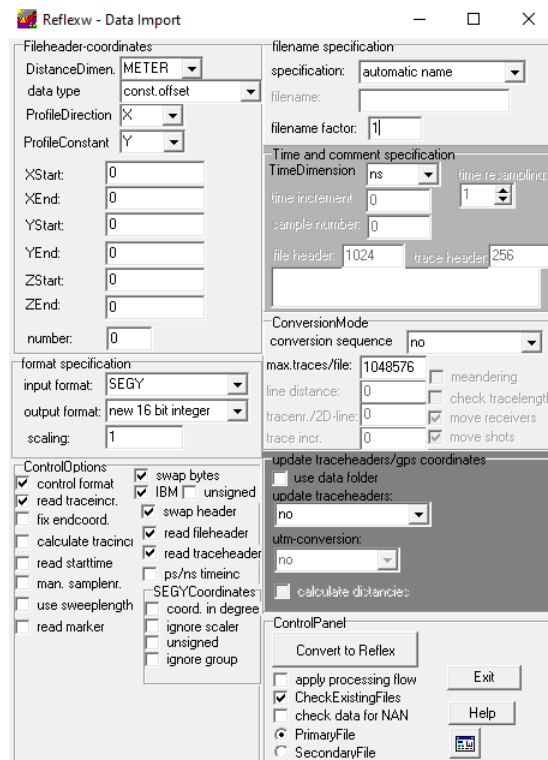 Reflexw - Data Import
Fileheader-coordinates
DistanceDimen. METER
data type const.offset
ProfileDirection X
ProfileConstant Y
XStart: 0
XEnd: 0
YStart: 0
YEnd: 0
ZStart: 0
ZEnd: 0
number: 0
format specification
input format: SEGY
output format: new 16 bit integer
scaling: 1
ControlOptions
control format
read traceincr.
fix endcoord.
calculate tracinci
read starttime
man. samplenr.
use sweeplength
read marker
swap bytes
IBM unsigned
swap header
read fileheader
read traceheader
ps/ns timeinc
SEGYCoordinates
coord. in degree
ignore scaler
unsigned
ignore group
filename specification
specification: automatic name
filename:
filename factor: 1
Time and comment specification
TimeDimension ns time resampling:
time increment 0 1
sample number: 0
file header: 1024 trace header 256
ConversionMode
conversion sequence no
max.traces/file: 1048576 meandering
line distance: 0 check tracelength
tracenr./2D-line: 0 move receivers
trace incr. 0 move shots
update traceheaders/gps coordinates
use data folder
update traceheaders:
no
utm-conversion:
no
calculate distancies
ControlPanel
Convert to Reflex
apply processing flow Exit
CheckExistingFiles
check data for NAN Help
PrimaryFile
SecondaryFile